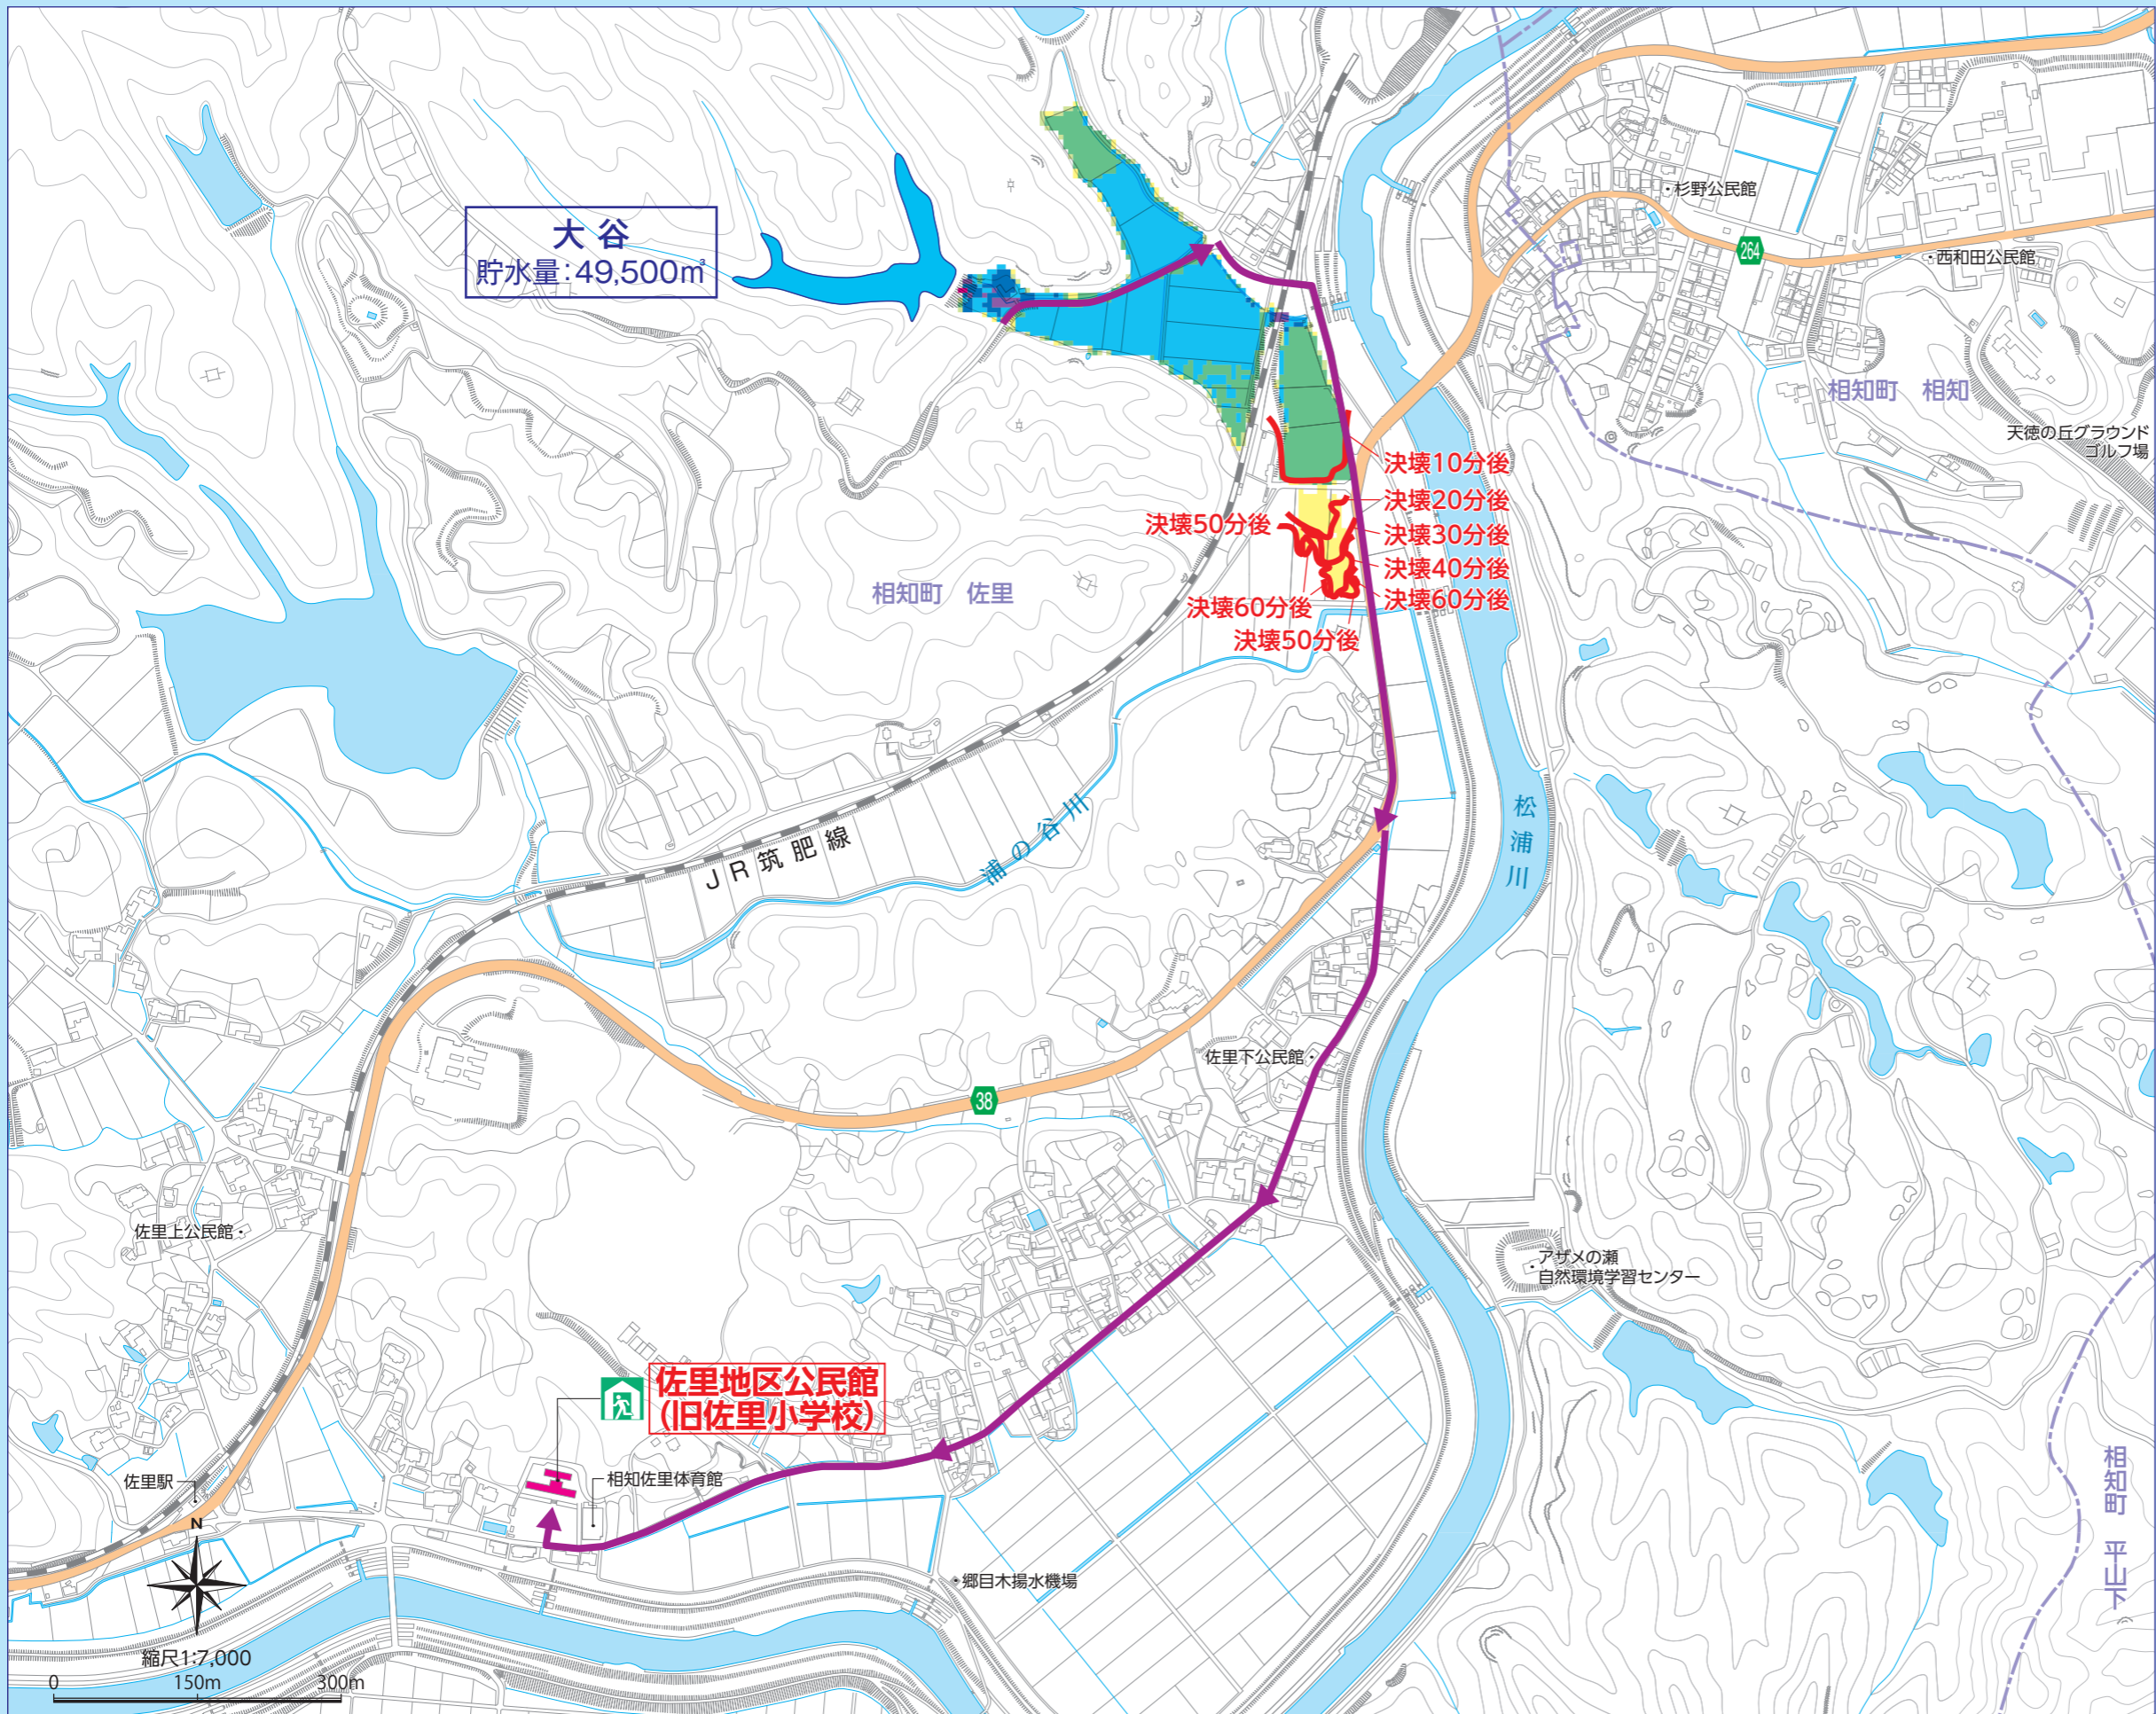 大谷
貯水量:49,500m³
杉野公民館
264
西和田公民館
相知町 相知
天徳の丘グラウンド
ゴルフ場
決壊10分後
決壊20分後
決壊50分後
決壊30分後
決壊40分後
決壊60分後
決壊60分後
決壊50分後
相知町 佐里
松浦川
浦の谷川
JR筑肥線
佐里下公民館
38
佐里上公民館
アザメの瀬
自然環境学習センター
佐里地区公民館
(旧佐里小学校)
佐里駅
相知佐里体育館
相知町 平山下
N
郷目木揚水機場
縮尺1:7,000
0 150m 300m